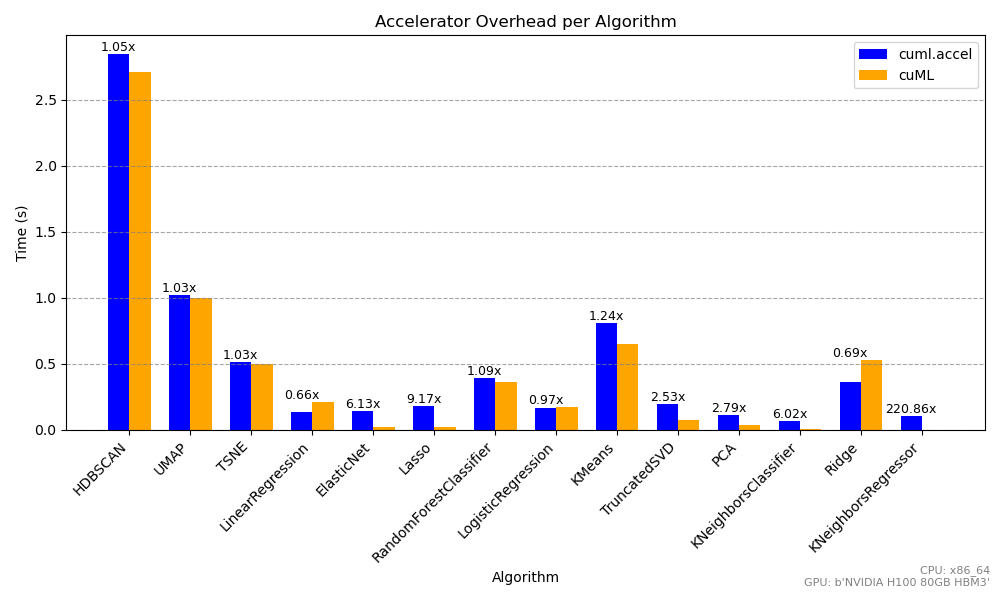 Accelerator Overhead per Algorithm
cuml.accel
cuML
Time (s)
2.5
2.0
1.5
1.0
0.5
0.0
1.05x
1.03x
1.03x
0.66x
6.13x
9.17x
1.09x
0.97x
1.24x
2.53x
2.79x
6.02x
0.69x
220.86x
HDBSCAN
UMAP
TSNE
LinearRegression
ElasticNet
Lasso
RandomForestClassifier
LogisticRegression
KMeans
TruncatedSVD
PCA
KNeighborsClassifier
Ridge
KNeighborsRegressor
Algorithm
CPU: x86_64
GPU: b'NVIDIA H100 80GB HBM3'